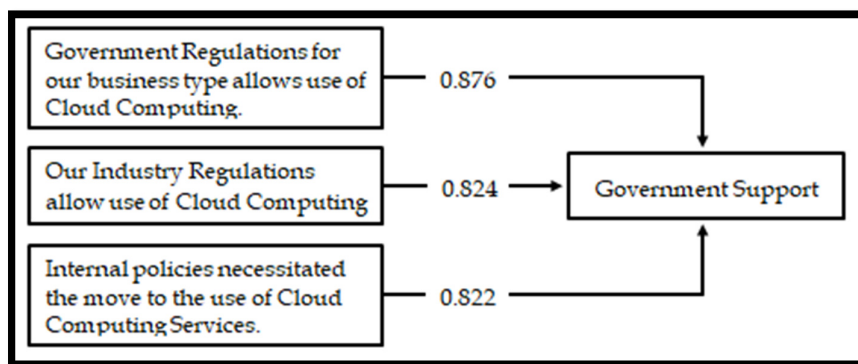 Government Regulations for
our business type allows use of
Cloud Computing.
0.876
Our Industry Regulations
allow use of Cloud Computing
0.824
Government Support
Internal policies necessitated
the move to the use of Cloud
Computing Services.
0.822